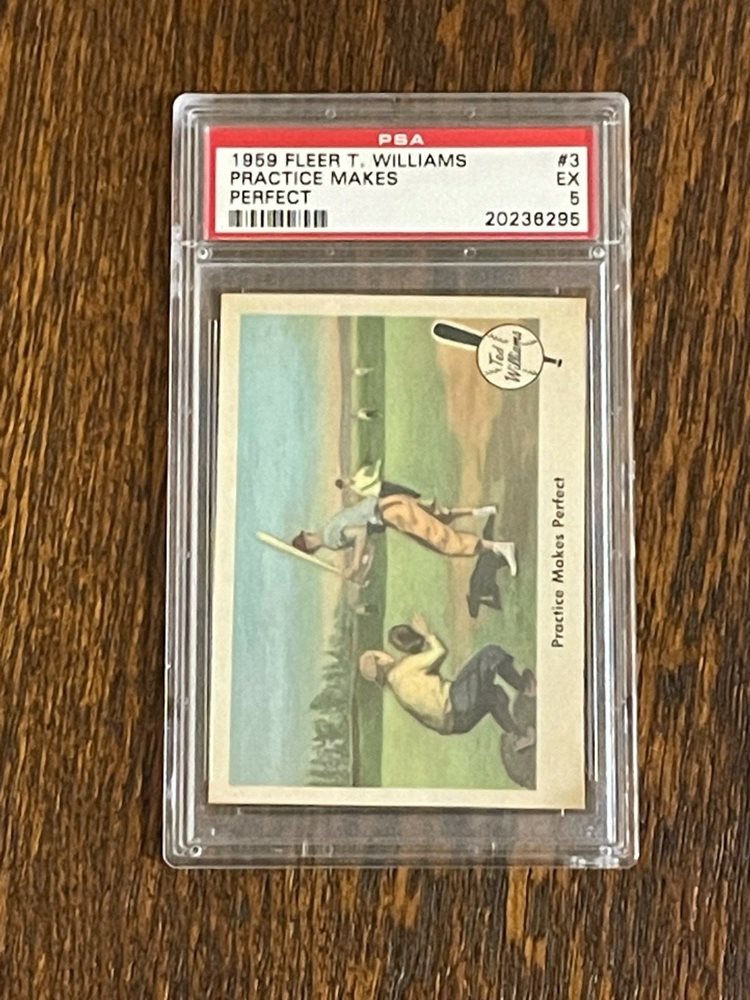 PSA
1959 FLEER T. WILLIAMS #3
PRACTICE MAKES EX
PERFECT 5
20236295
Ted
Williams
Practice Makes Perfect